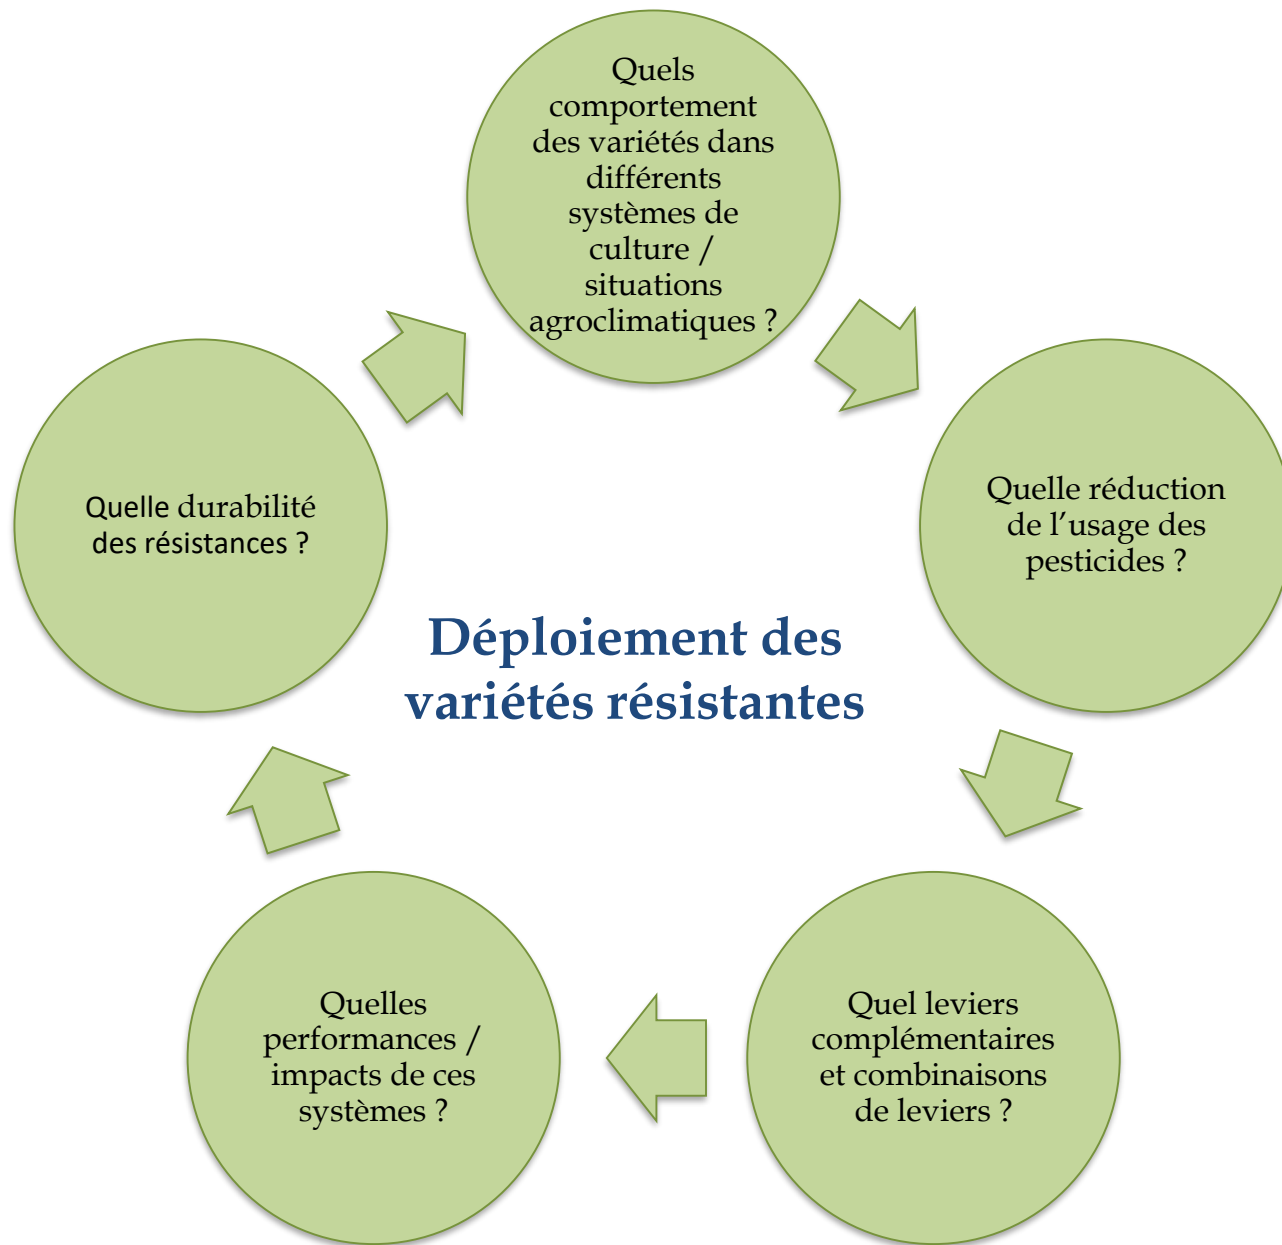 Quels
comportement
des variétés dans
différents
systèmes de
culture /
situations
agroclimatiques ?
Quelle réduction
de l’usage des
pesticides ?
Quel leviers
complémentaires
et combinaisons
de leviers ?
Quelles
performances /
impacts de ces
systèmes ?
Quelle durabilité
des résistances ?
Déploiement des
variétés résistantes